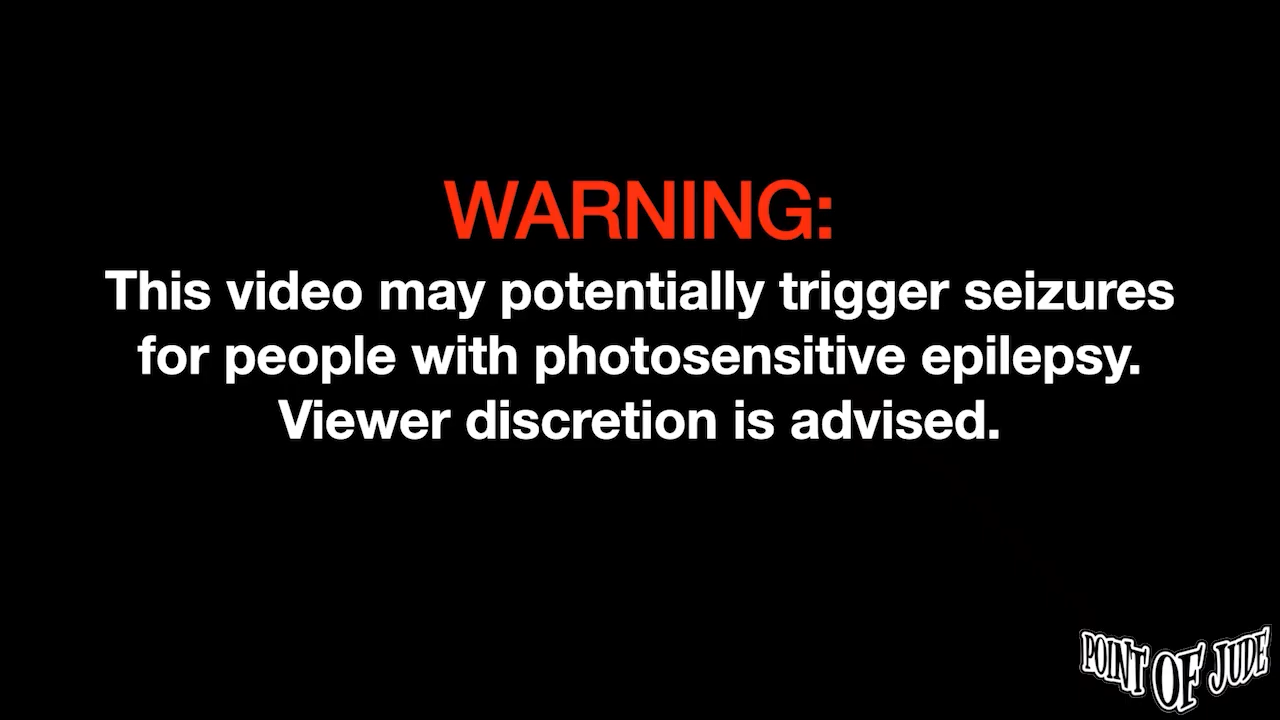 WARNING:
This video may potentially trigger seizures
for people with photosensitive epilepsy.
Viewer discretion is advised.
POINT OF JUDE